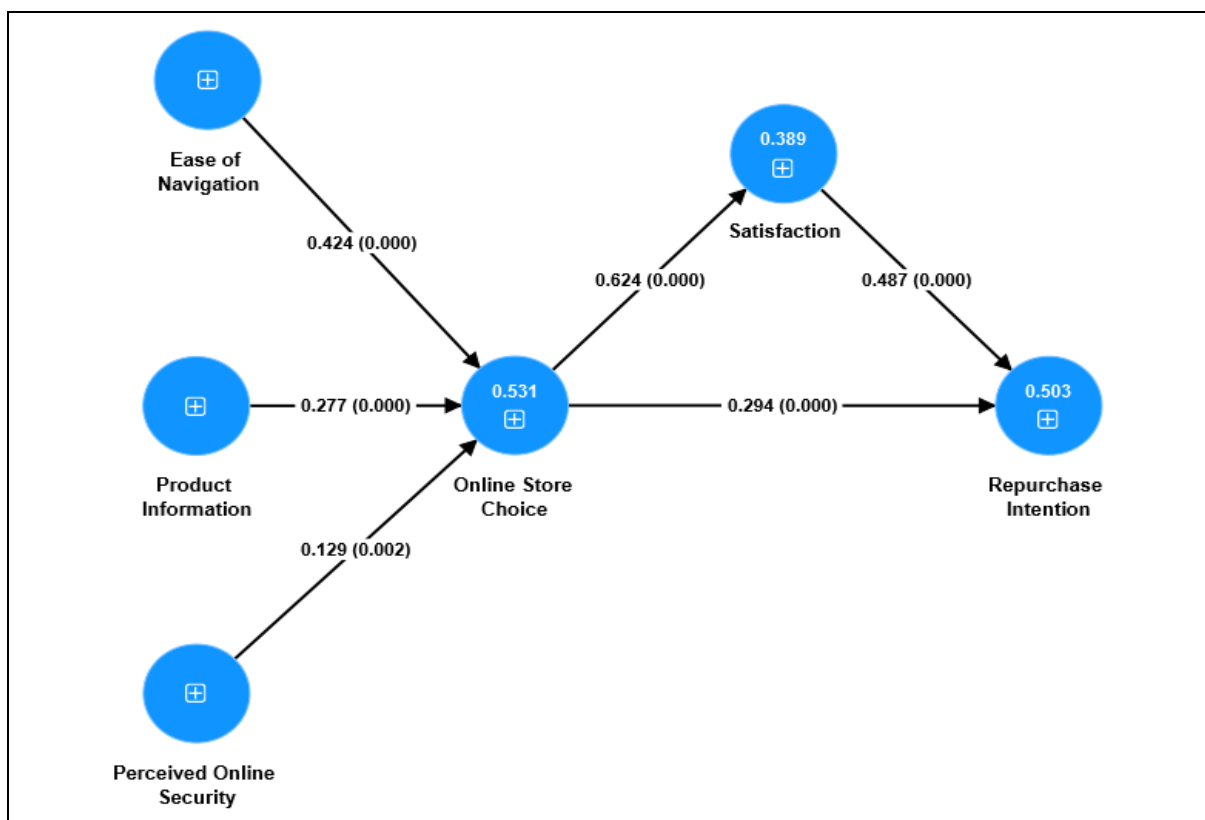 Ease of
Navigation
0.424 (0.000)
0.389
Satisfaction
0.624 (0.000)
0.487 (0.000)
Product
Information
0.277 (0.000)
0.531
Online Store
Choice
0.294 (0.000)
0.503
Repurchase
Intention
0.129 (0.002)
Perceived Online
Security